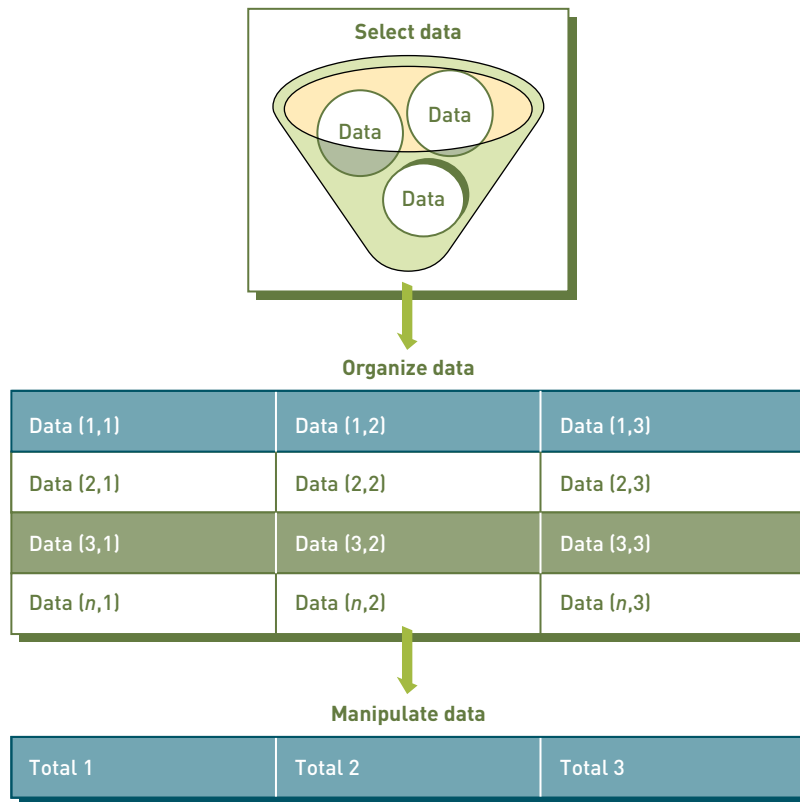 Select data
Data
Data
Data
Organize data
Data (1,1) Data (1,2) Data (1,3)
Data (2,1) Data (2,2) Data (2,3)
Data (3,1) Data (3,2) Data (3,3)
Data (n,1) Data (n,2) Data (n,3)
Manipulate data
Total 1 Total 2 Total 3